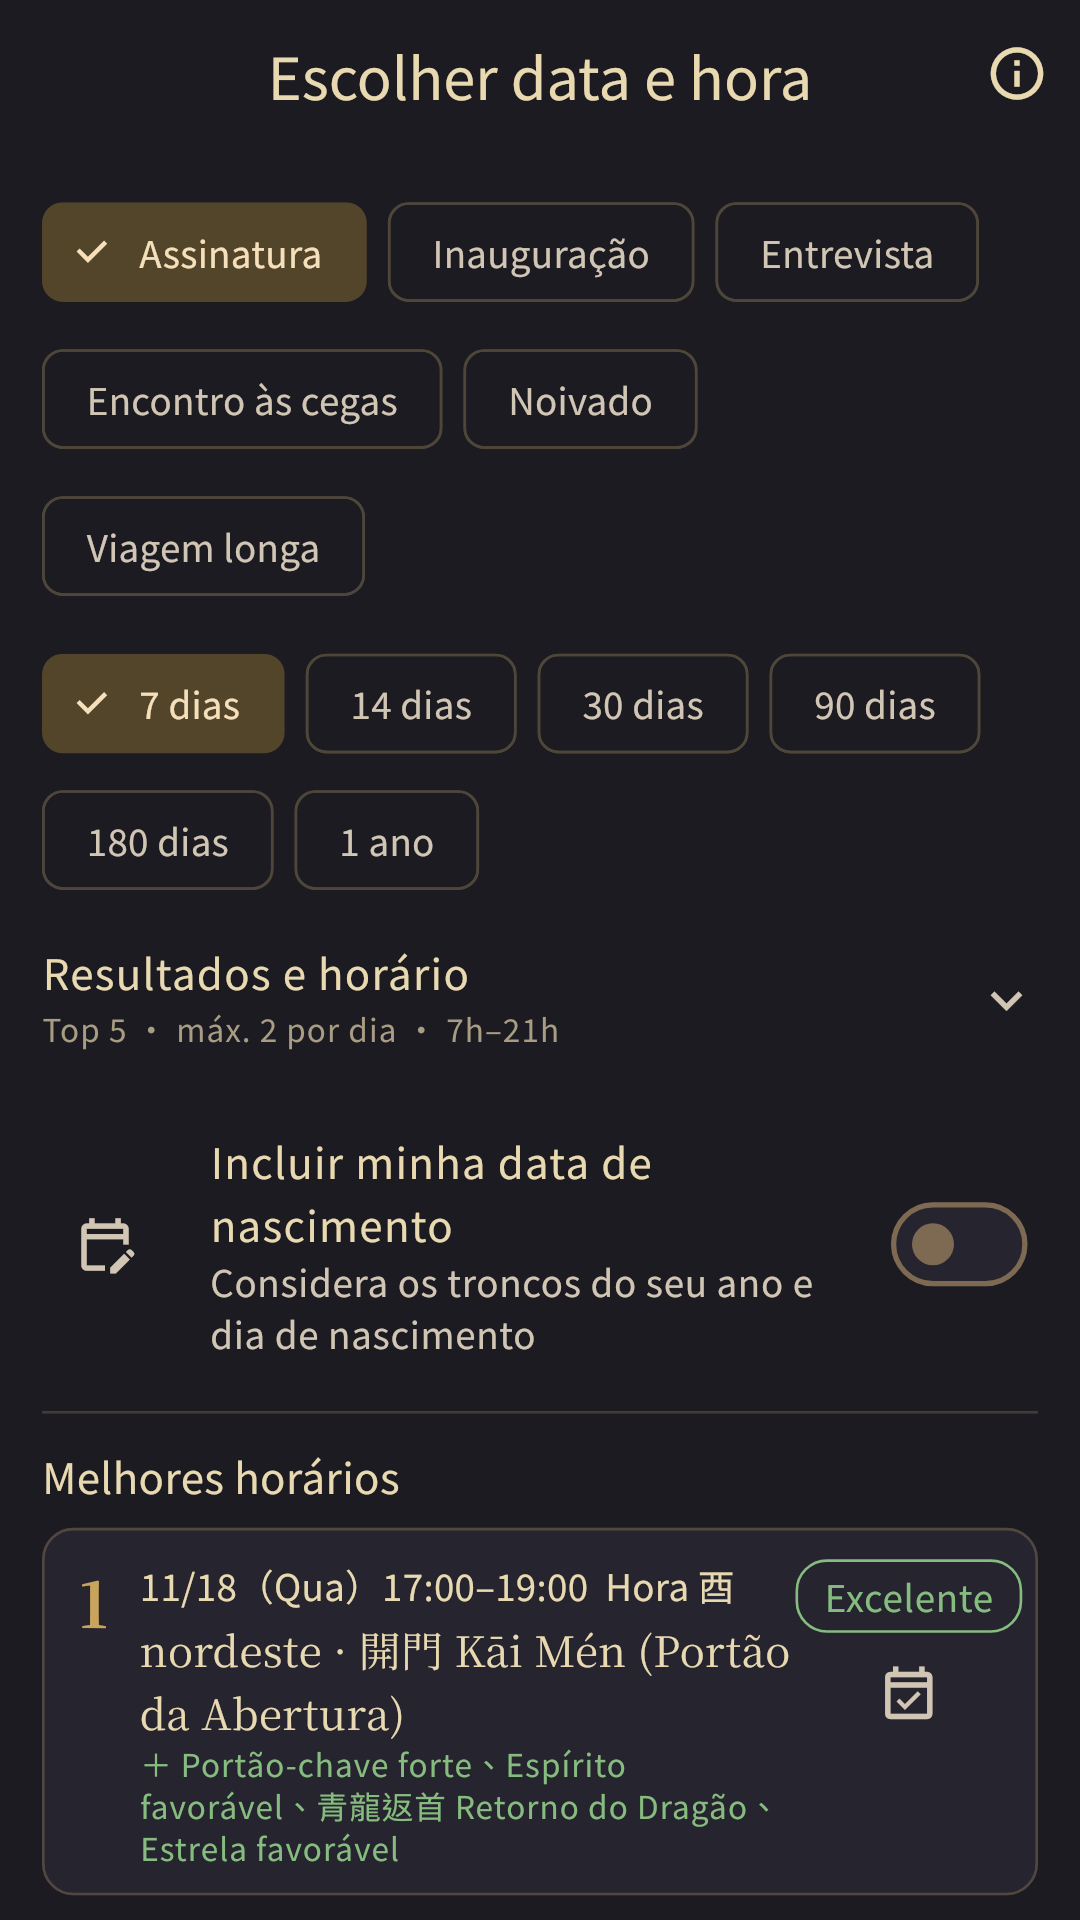 Escolher data e hora
Assinatura
Inauguração
Entrevista
Encontro às cegas
Noivado
Viagem longa
7 dias
14 dias
30 dias
90 dias
180 dias
1 ano
Resultados e horário
Top 5 · máx. 2 por dia · 7h–21h
Incluir minha data de
nascimento
Considera os troncos do seu ano e
dia de nascimento
Melhores horários
1
11/18（Qua）17:00–19:00 Hora 酉
Excelente
nordeste · 開門 Kāi Mén (Portão
da Abertura)
＋ Portão-chave forte、Espírito
favorável、青龍返首 Retorno do Dragão、
Estrela favorável